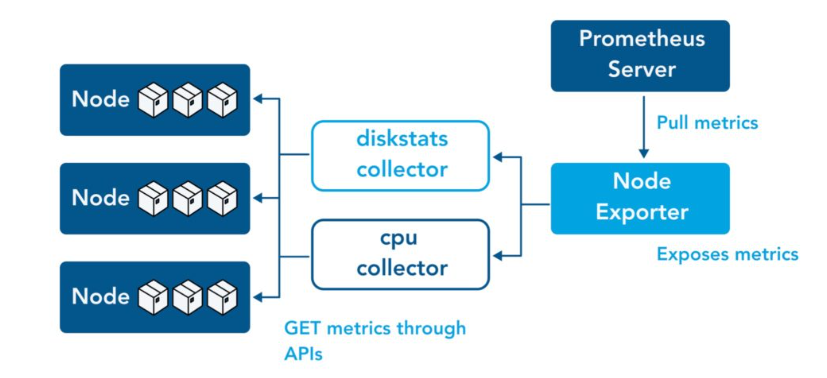 Prometheus
Server
Node
diskstats
collector
Pull metrics
Node
Node
Exporter
cpu
collector
Exposes metrics
Node
GET metrics through
APIs